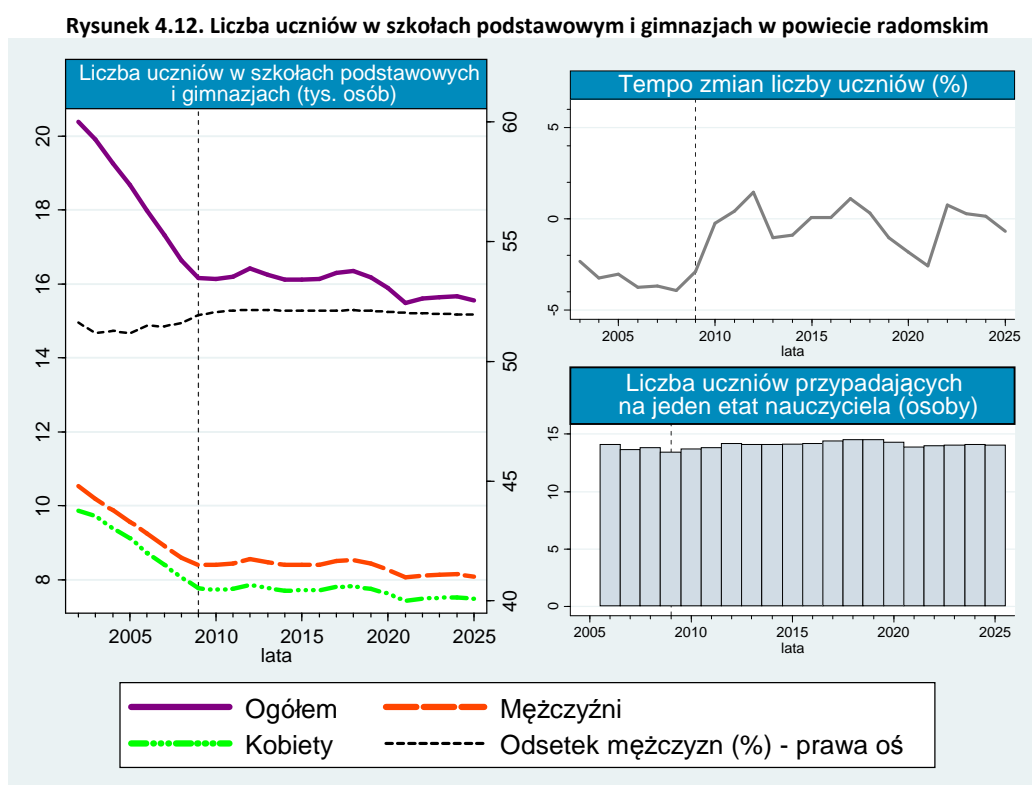 Rysunek 4.12. Liczba uczniów w szkołach podstawowym i gimnazjach w powiecie radomskim
Liczba uczniów w szkołach podstawowych
i gimnazjach (tys. osób)
20
18
16
14
12
10
8
60
55
50
45
40
2005 2010 2015 2020 2025
lata
Tempo zmian liczby uczniów (%)
5
0
-5
2005 2010 2015 2020 2025
lata
Liczba uczniów przypadających
na jeden etat nauczyciela (osoby)
15
10
5
0
2005 2010 2015 2020 2025
lata
Ogółem Mężczyźni
Kobiety Odsetek mężczyzn (%) - prawa oś